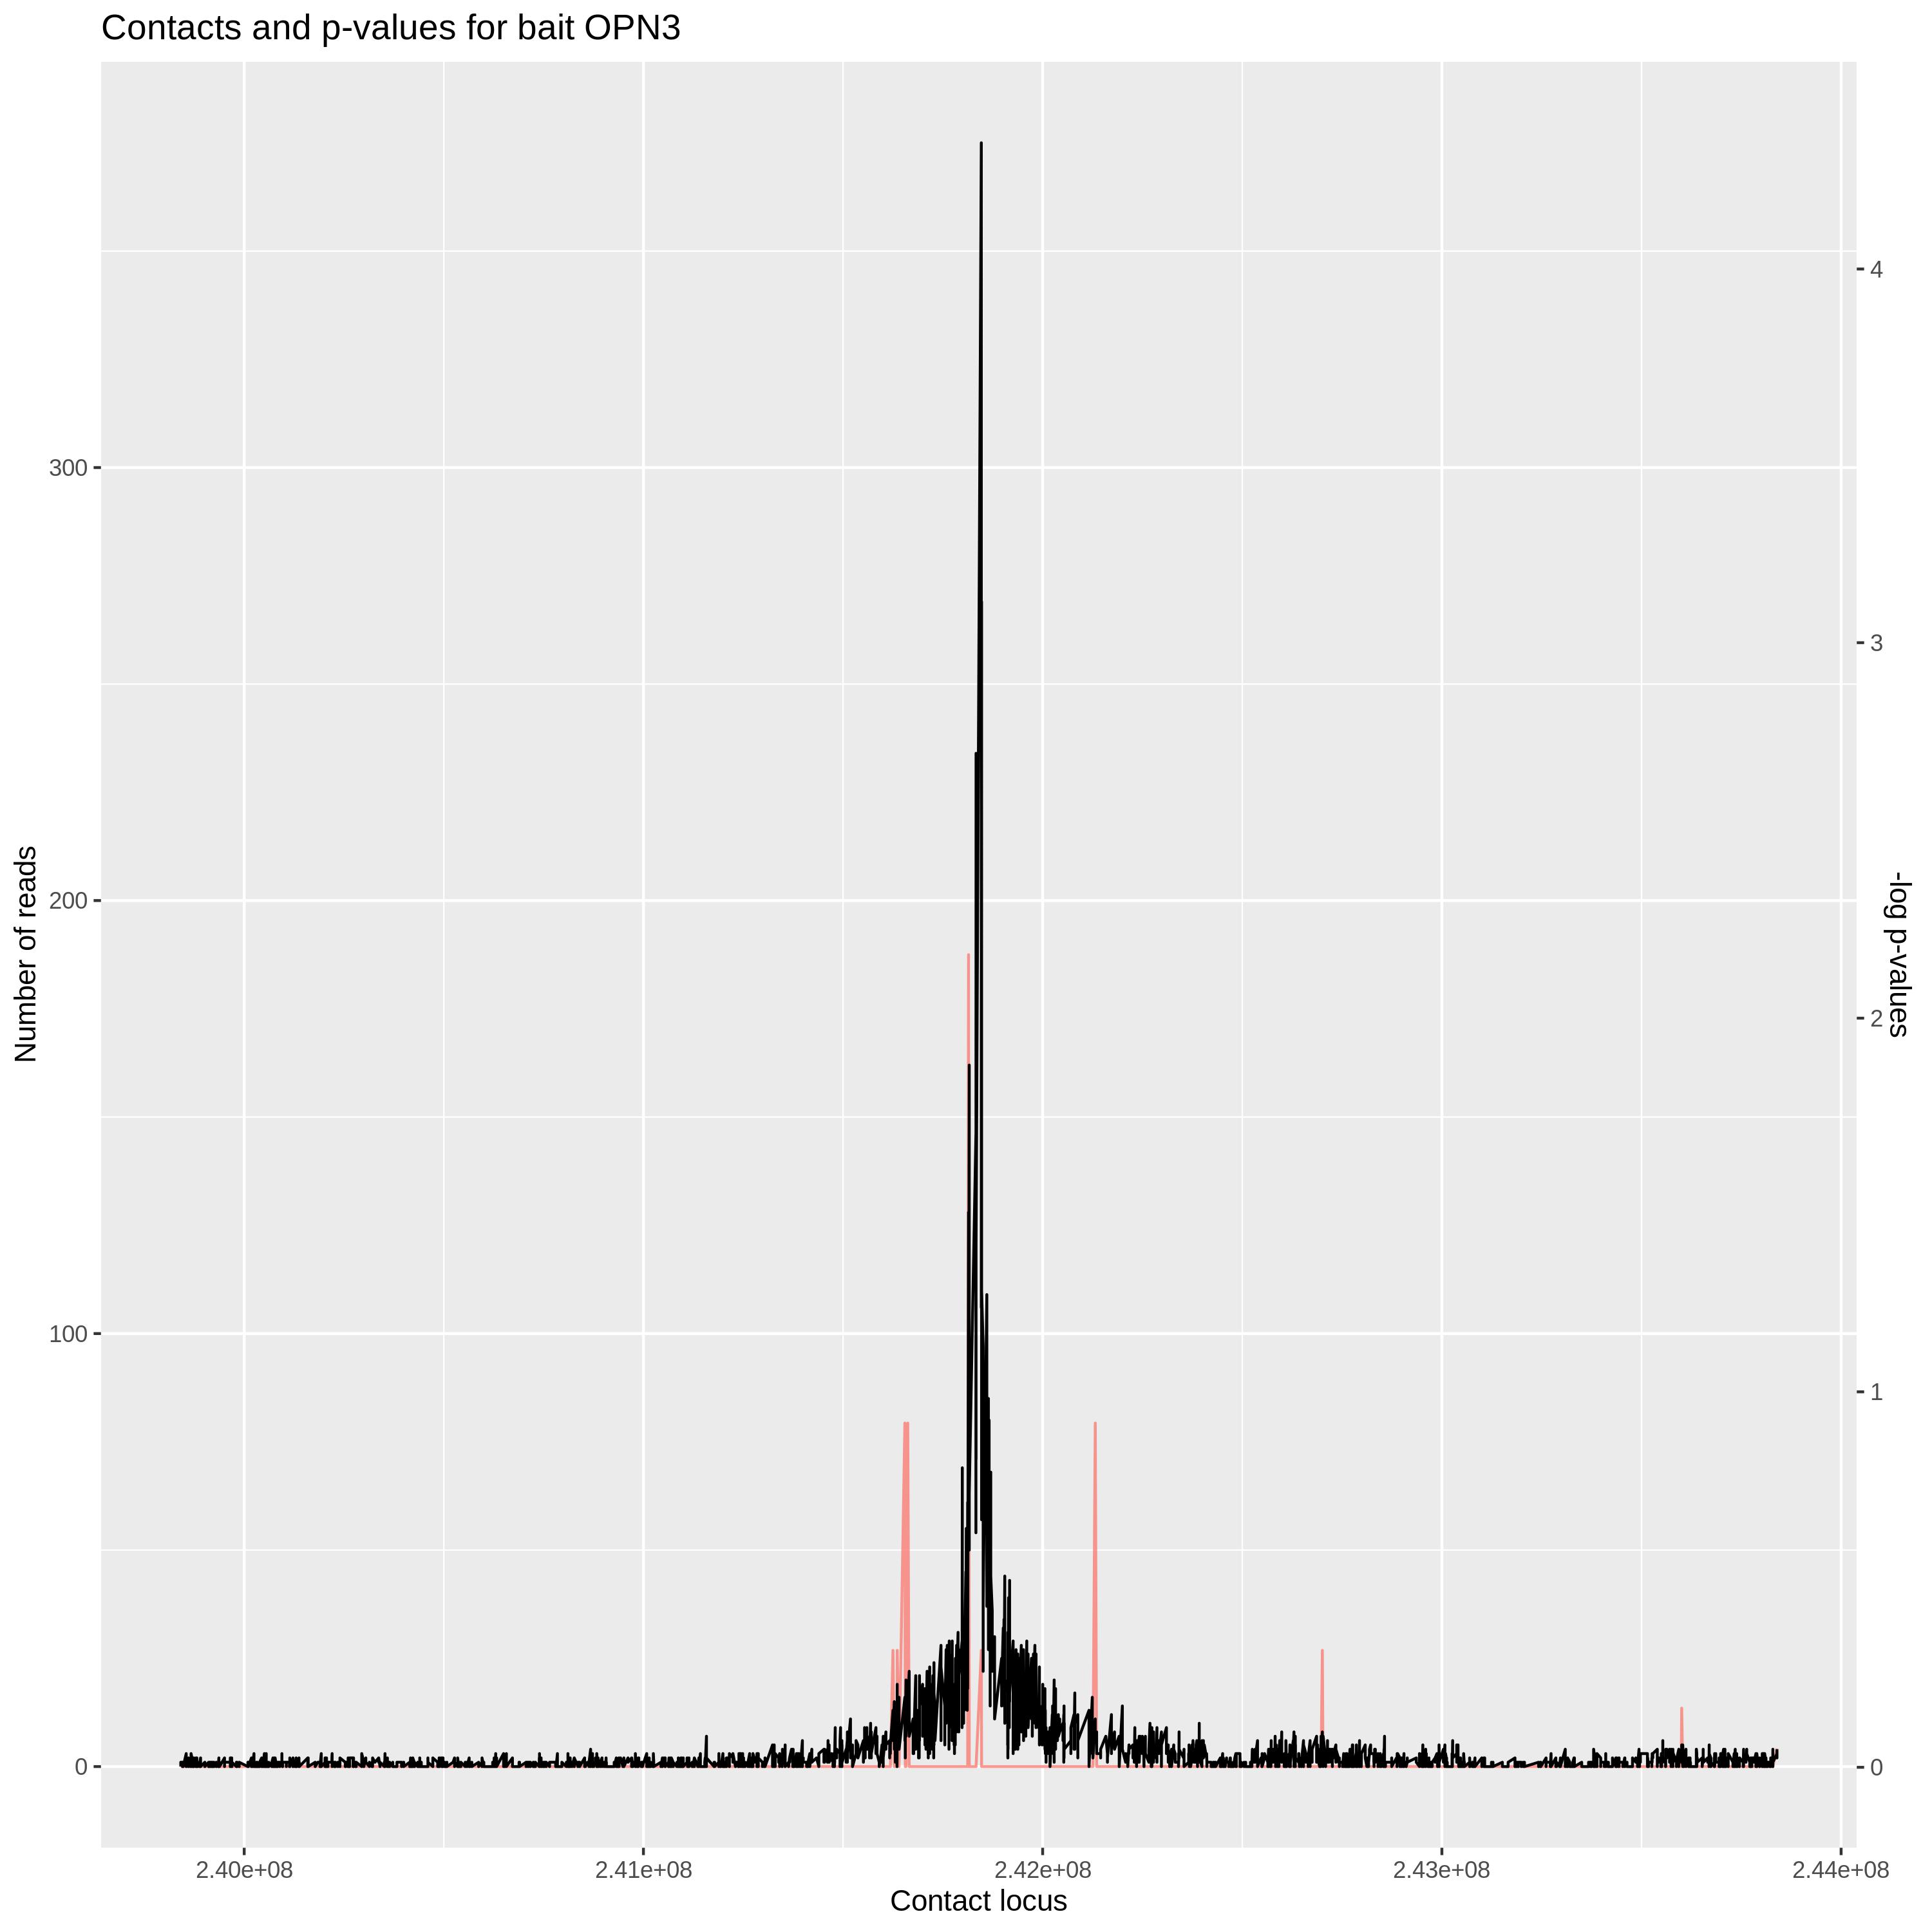 Contacts and p-values for bait OPN3
Number of reads
300
200
100
0
4
3
2
1
0
-log p-values
2.40e+08 2.41e+08 2.42e+08 2.43e+08 2.44e+08
Contact locus